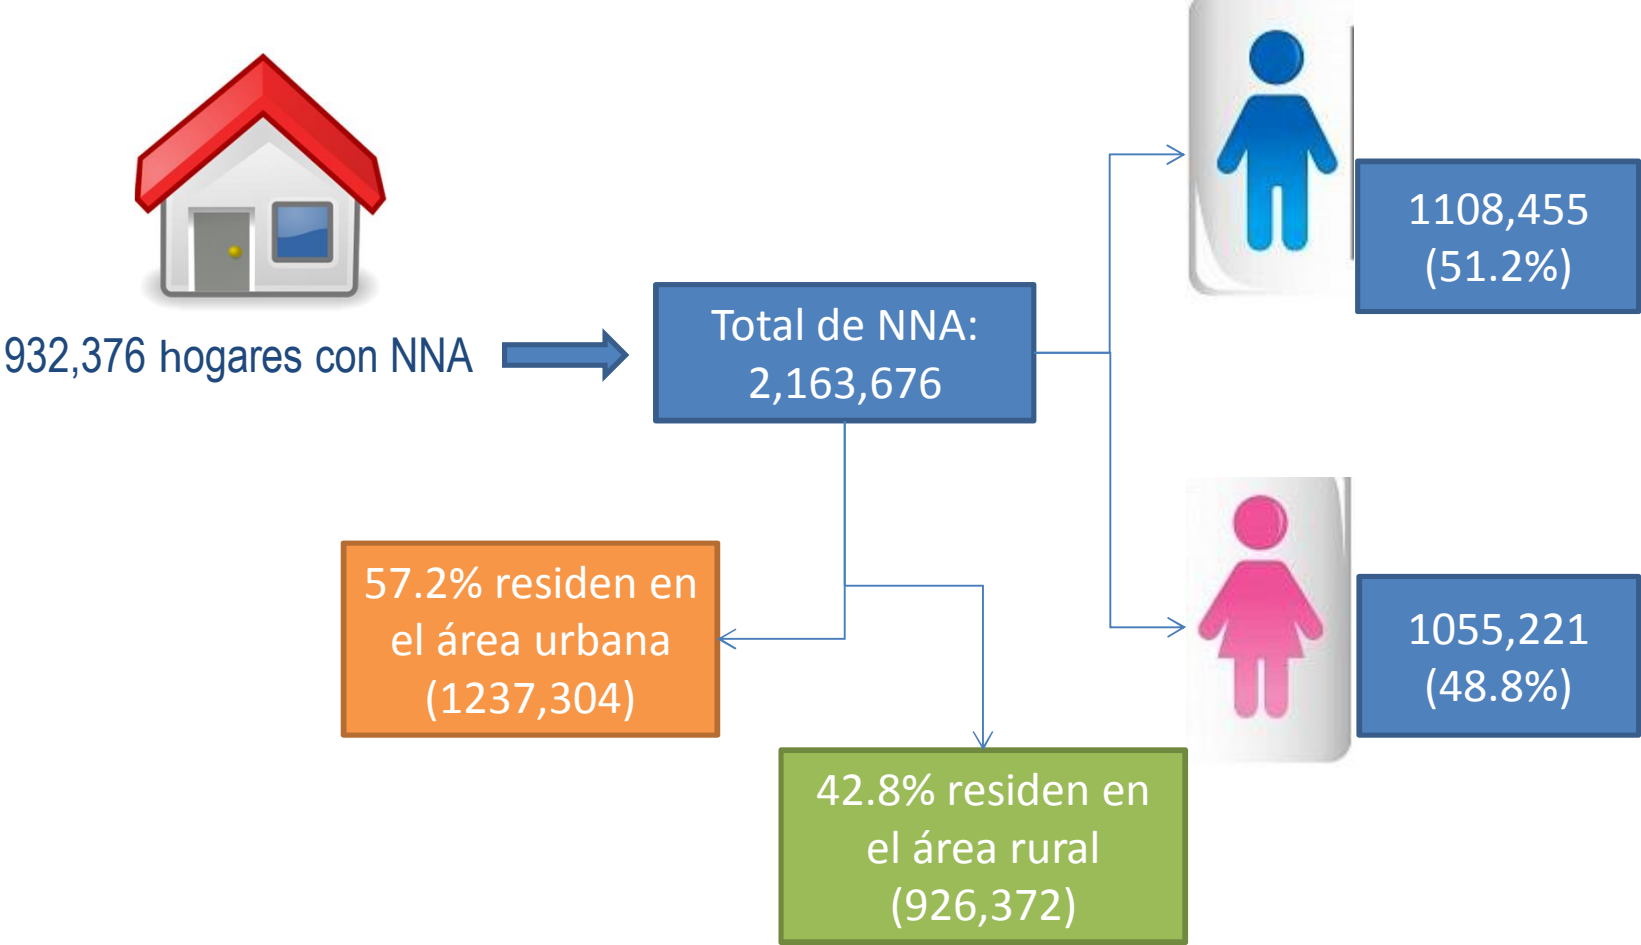 932,376 hogares con NNA
Total de NNA:
2,163,676
1108,455
(51.2%)
1055,221
(48.8%)
57.2% residen en
el área urbana
(1237,304)
42.8% residen en
el área rural
(926,372)